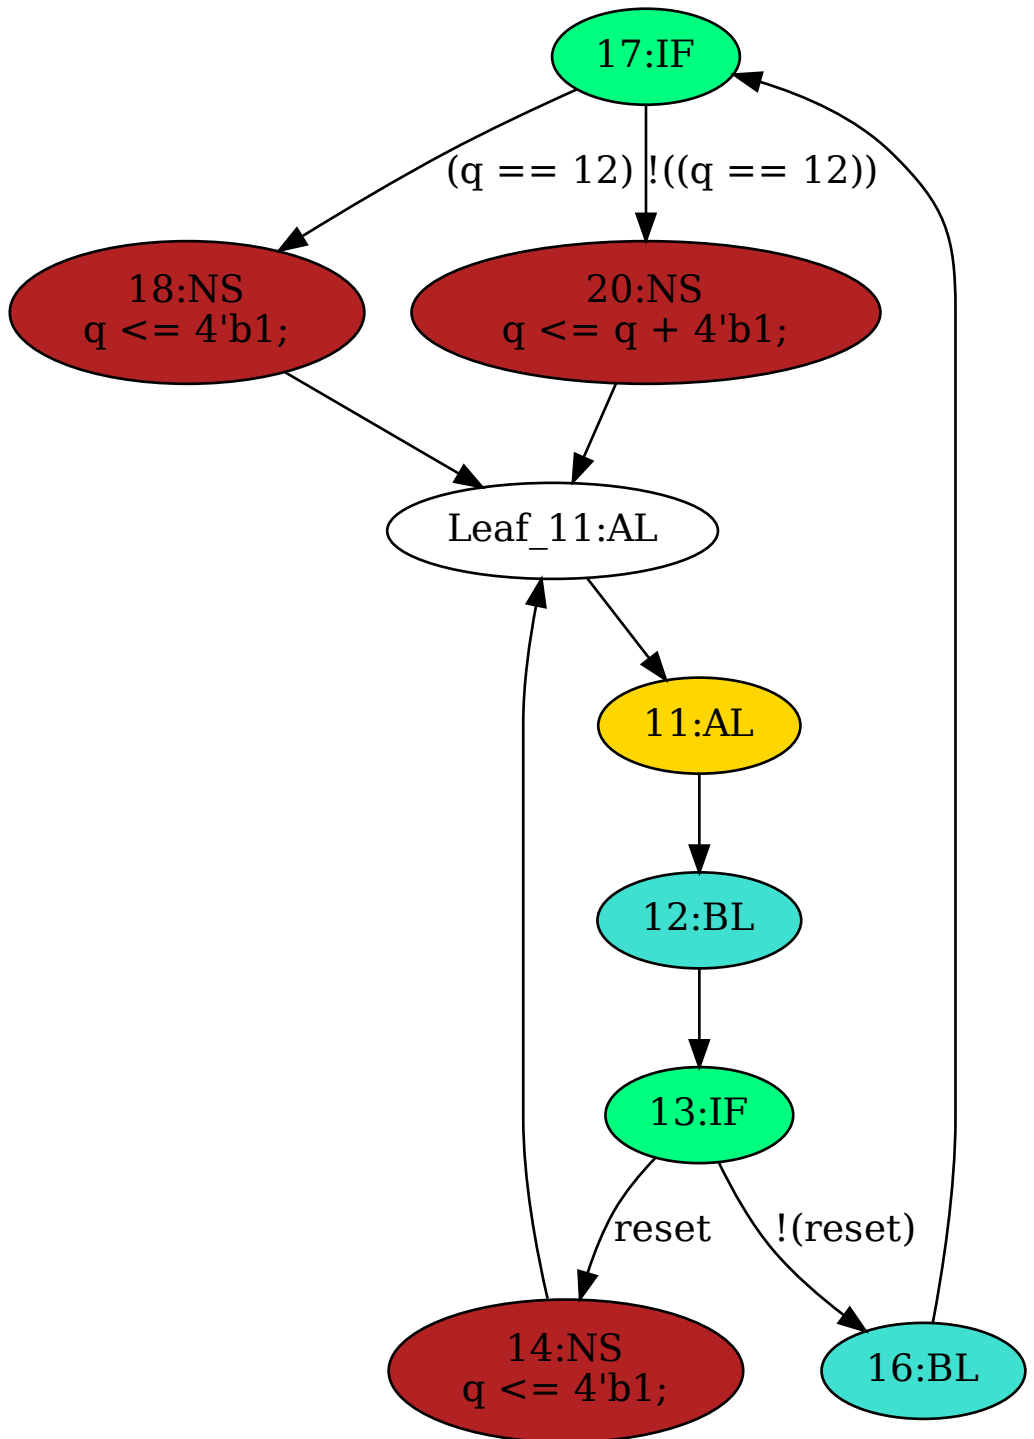 17:IF
(q == 12)
!((q == 12))
18:NS
q <= 4'b1;
20:NS
q <= q + 4'b1;
Leaf_11:AL
11:AL
12:BL
13:IF
reset
!(reset)
14:NS
q <= 4'b1;
16:BL